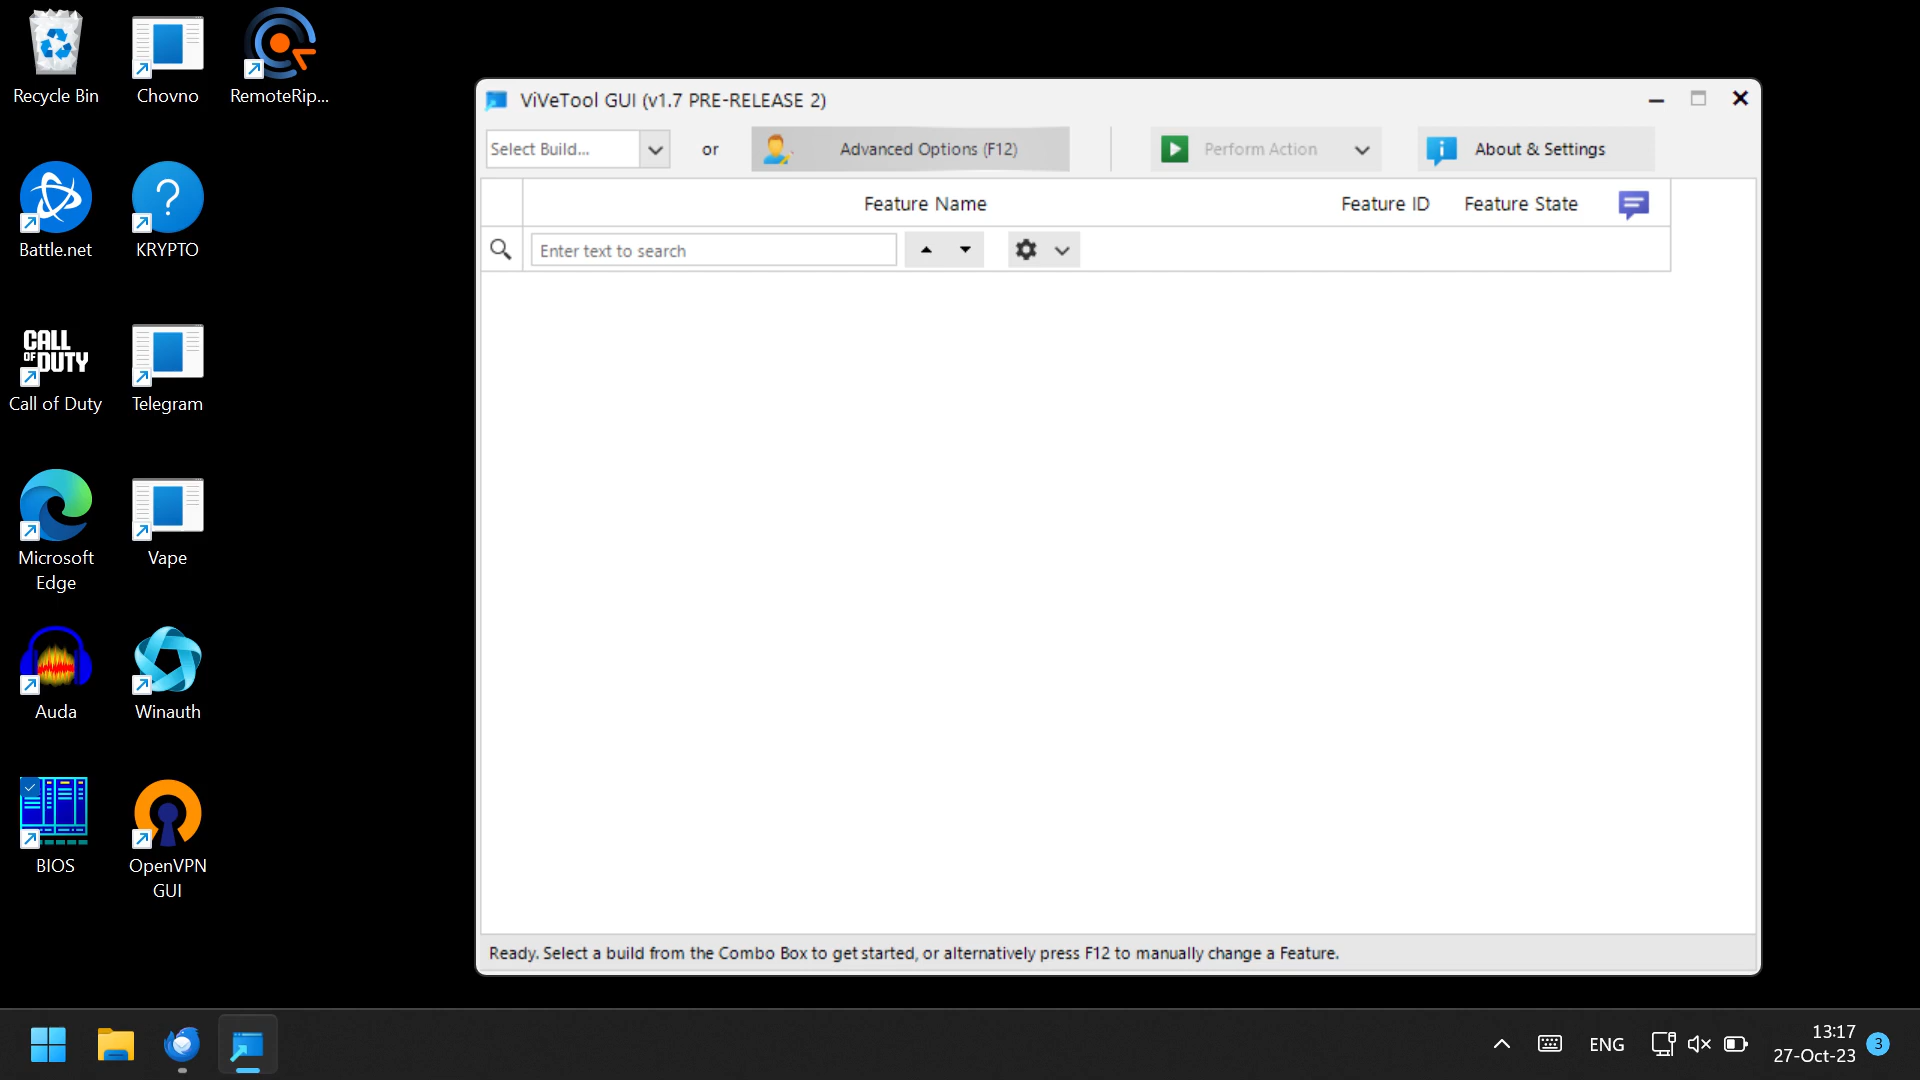 Recycle Bin
Chovno
RemoteRip...
Battle.net
KRYPTO
CALL
OF DUTY
Call of Duty
Telegram
Microsoft
Edge
Vape
Auda
Winauth
BIOS
OpenVPN
GUI
ViVeTool GUI (v1.7 PRE-RELEASE 2)
Select Build...
or
Advanced Options (F12)
Perform Action
About & Settings
Feature Name
Feature ID
Feature State
Enter text to search
Ready. Select a build from the Combo Box to get started, or alternatively press F12 to manually change a Feature.
ENG
13:17
27-Oct-23
3